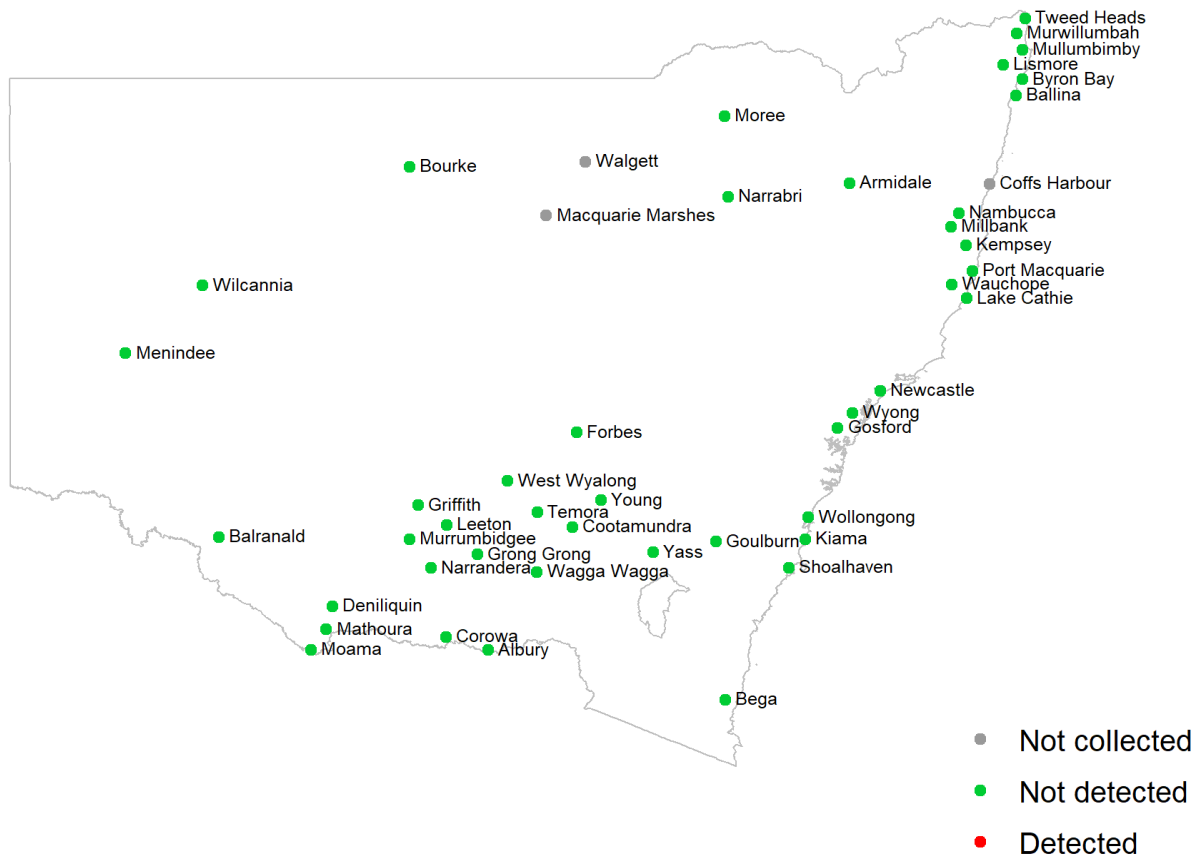 Tweed Heads
Murwillumbah
Mullumbimby
Lismore
Byron Bay
Ballina
Moree
Walgett
Bourke
Armidale
Coffs Harbour
Narrabri
Macquarie Marshes
Nambucca
Millbank
Kempsey
Port Macquarie
Wauchope
Wilcannia
Lake Cathie
Menindee
Newcastle
Wyong
Gosford
Forbes
West Wyalong
Young
Griffith
Temora
Wollongong
Leeton
Cootamundra
Balranald
Murrumbidgee
Goulburn
Kiama
Grong Grong
Yass
Narrandera
Wagga Wagga
Shoalhaven
Deniliquin
Mathoura
Corowa
Moama
Albury
Bega
Not collected
Not detected
Detected